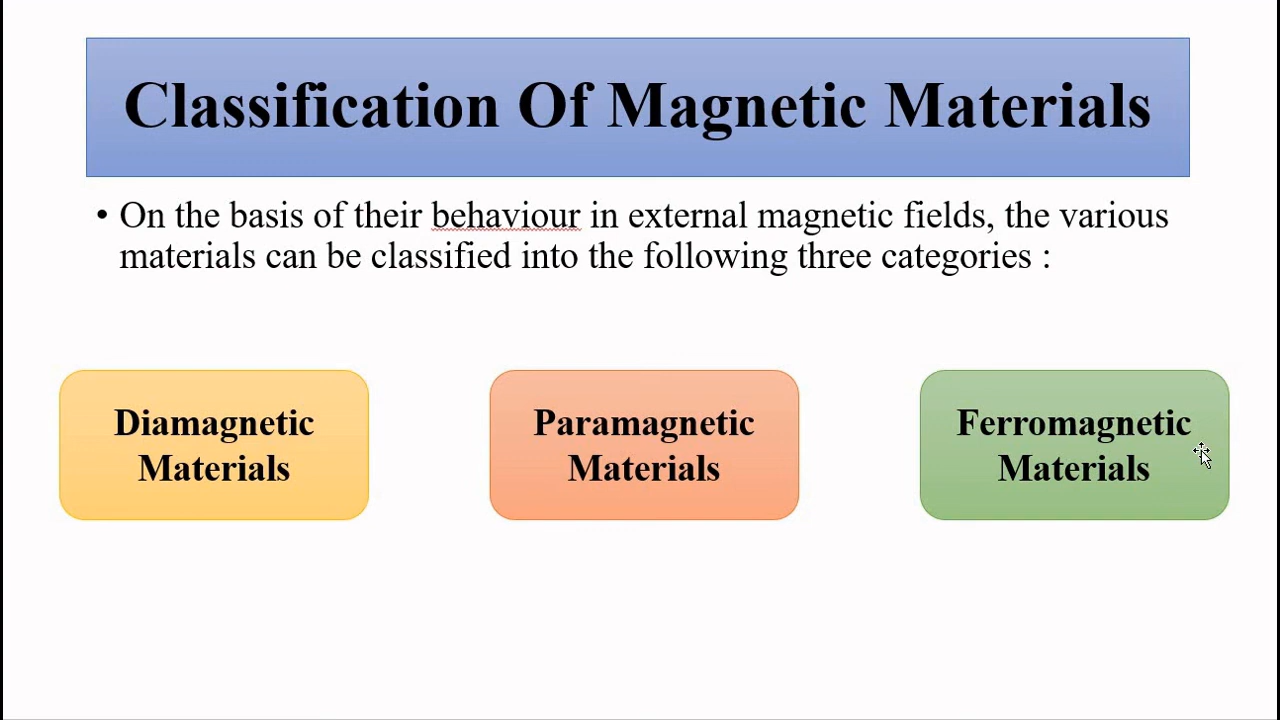 Classification Of Magnetic Materials
• On the basis of their behaviour in external magnetic fields, the various
materials can be classified into the following three categories :
Diamagnetic
Materials
Paramagnetic
Materials
Ferromagnetic
Materials